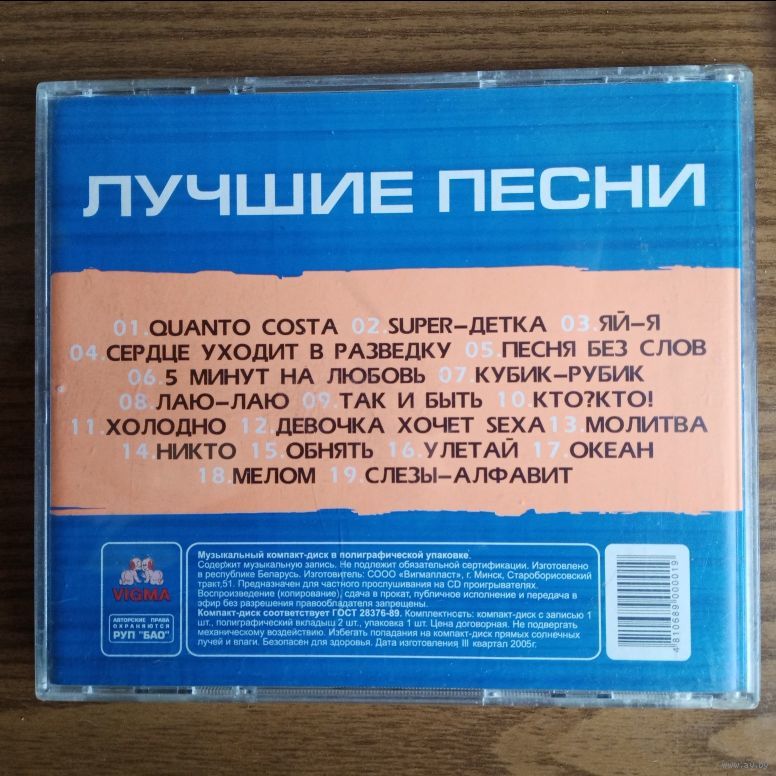 ЛУЧШИЕ ПЕСНИ
01.QUANTO COSTA 02.SUPER-ДЕТКА 03.ЯЙ-Я
04.СЕРДЦЕ УХОДИТ В РАЗВЕДКУ 05.ПЕСНЯ БЕЗ СЛОВ
06.5 МИНУТ НА ЛЮБОВЬ 07.КУБИК-РУБИК
08.ЛАЮ-ЛАЮ 09.ТАК И БЫТЬ 10.КТО?КТО!
11.ХОЛОДНО 12.ДЕВОЧКА ХОЧЕТ SEXA 13.МОЛИТВА
14.НИКТО 15.ОБНЯТЬ 16.УЛЕТАЙ 17.ОКЕАН
18.МЕЛОМ 19.СЛЕЗЫ-АЛФАВИТ
VIGMA
АВТОРСКИЕ ПРАВА
ОХРАНЯЮТСЯ
РУП "БАО"
Музыкальный компакт-диск в полиграфической упаковке.
Содержит музыкальную запись. Не подлежит обязательной сертификации. Изготовлено
в республике Беларусь. Изготовитель: СООО «Вигмапласт», г. Минск, Староборисовский
тракт,51. Предназначен для частного прослушивания на CD проигрывателях.
Воспроизведение (копирование), сдача в прокат, публичное исполнение и передача в
эфир без разрешения правообладателя запрещены.
Компакт-диск соответствует ГОСТ 28376-89. Комплектность: компакт-диск с записью 1
шт., полиграфический вкладыш 2 шт., упаковка 1 шт. Цена договорная. Не подвергать
механическому воздействию. Избегать попадания на компакт-диск прямых солнечных
лучей и влаги. Безопасен для здоровья. Дата изготовления III квартал 2005г.
4 810689 000019
www.ay.by